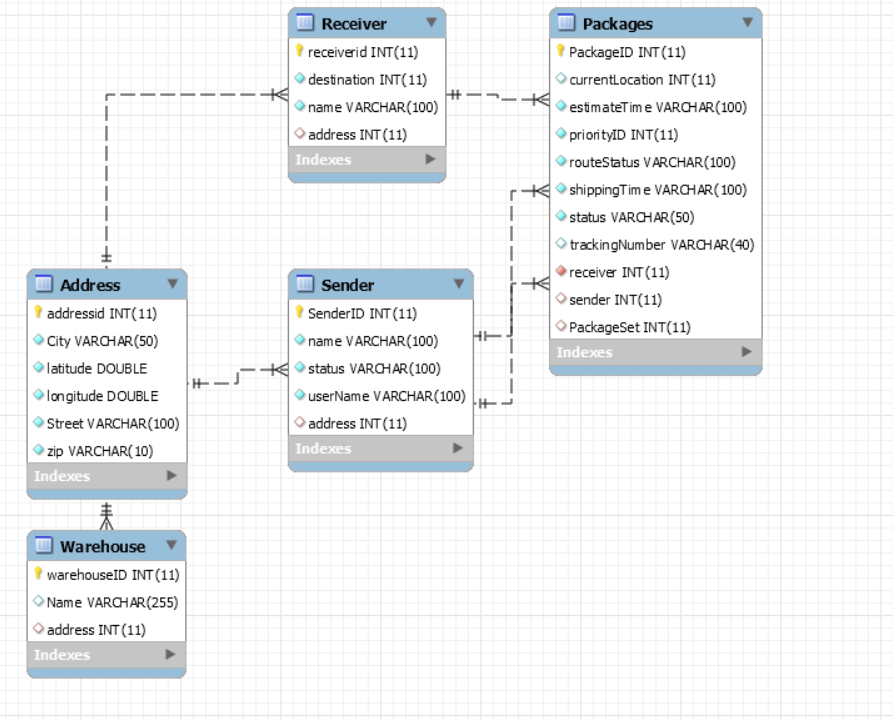 Receiver
receiverid INT(11)
destination INT(11)
name VARCHAR(100)
address INT(11)
Indexes
Packages
PackageID INT(11)
currentLocation INT(11)
estimateTime VARCHAR(100)
priorityID INT(11)
routeStatus VARCHAR(100)
shippingTime VARCHAR(100)
status VARCHAR(50)
trackingNumber VARCHAR(40)
receiver INT(11)
sender INT(11)
PackageSet INT(11)
Indexes
Address
addressid INT(11)
City VARCHAR(50)
latitude DOUBLE
longitude DOUBLE
Street VARCHAR(100)
zip VARCHAR(10)
Indexes
Sender
SenderID INT(11)
name VARCHAR(100)
status VARCHAR(100)
userName VARCHAR(100)
address INT(11)
Indexes
Warehouse
warehouseID INT(11)
Name VARCHAR(255)
address INT(11)
Indexes